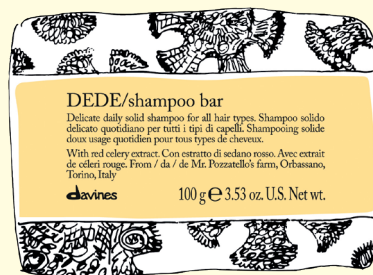 DEDE/shampoo bar
Delicate daily solid shampoo for all hair types. Shampoo solido
delicato quotidiano per tutti i tipi di capelli. Shampooing solide
doux usage quotidien pour tous types de cheveux.
With red celery extract. Con estratto di sedano rosso. Avec extrait
de céleri rouge. From / da / de Mr. Pozzatello's farm, Orbassano,
Torino, Italy
davines 100 g ℮ 3.53 oz. U.S. Net wt.